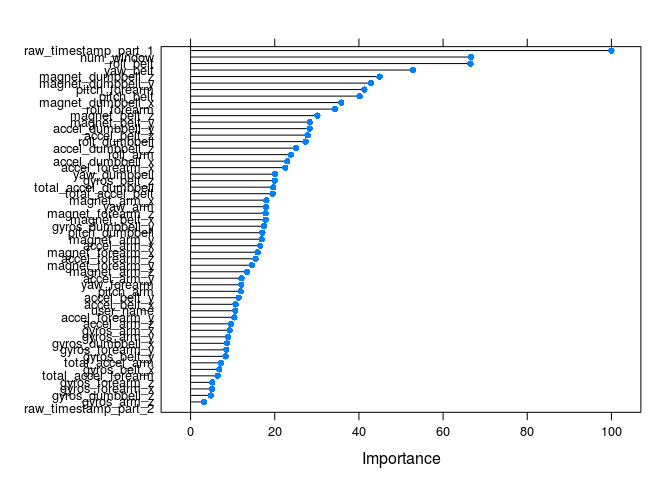 raw_timestamp_part_1
num_window
roll_belt
yaw_belt
magnet_dumbbell_z
magnet_dumbbell_y
pitch_forearm
pitch_belt
magnet_dumbbell_x
roll_forearm
magnet_belt_z
magnet_belt_y
accel_dumbbell_y
accel_belt_z
roll_dumbbell
accel_dumbbell_z
roll_arm
accel_dumbbell_x
accel_forearm_x
yaw_dumbbell
gyros_belt_z
total_accel_dumbbell
total_accel_belt
magnet_arm_x
yaw_arm
magnet_forearm_z
magnet_belt_x
gyros_dumbbell_y
pitch_dumbbell
magnet_arm_y
accel_arm_x
magnet_forearm_x
accel_forearm_z
magnet_forearm_y
magnet_arm_z
accel_arm_y
yaw_forearm
pitch_arm
accel_belt_y
accel_belt_x
user_name
accel_forearm_y
accel_arm_z
gyros_arm_x
gyros_arm_y
gyros_dumbbell_x
gyros_forearm_y
gyros_belt_y
total_accel_arm
gyros_belt_x
total_accel_forearm
gyros_forearm_z
gyros_forearm_x
gyros_dumbbell_z
gyros_arm_z
raw_timestamp_part_2
0 20 40 60 80 100
Importance